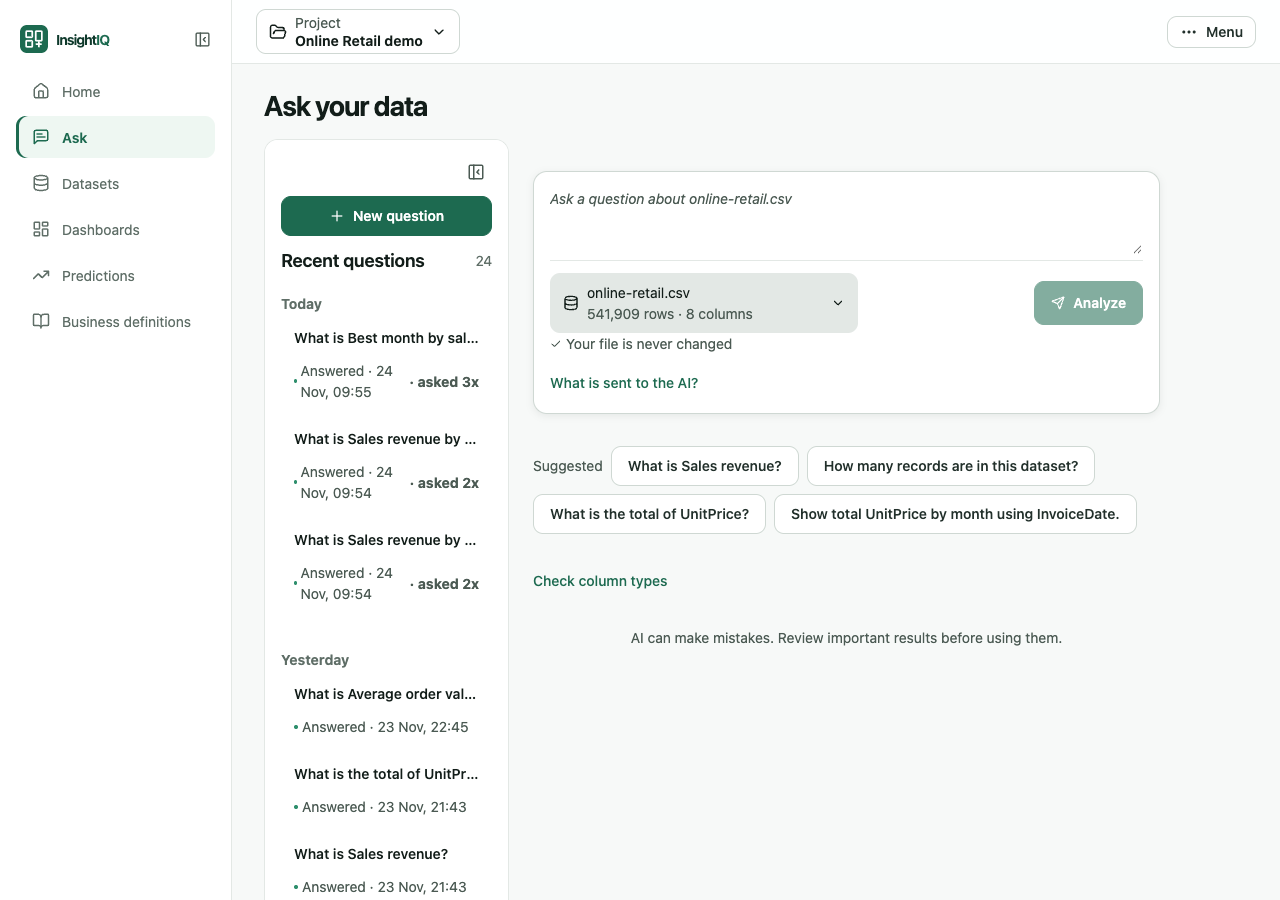 InsightIQ
Home
Ask
Datasets
Dashboards
Predictions
Business definitions
Project
Online Retail demo
Menu
Ask your data
New question
Recent questions 24
Today
What is Best month by sal...
Answered · 24
Nov, 09:55
· asked 3x
What is Sales revenue by ...
Answered · 24
Nov, 09:54
· asked 2x
What is Sales revenue by ...
Answered · 24
Nov, 09:54
· asked 2x
Yesterday
What is Average order val...
Answered · 23 Nov, 22:45
What is the total of UnitPr...
Answered · 23 Nov, 21:43
What is Sales revenue?
Answered · 23 Nov, 21:43
Ask a question about online-retail.csv
online-retail.csv
541,909 rows · 8 columns
Analyze
Your file is never changed
What is sent to the AI?
Suggested
What is Sales revenue?
How many records are in this dataset?
What is the total of UnitPrice?
Show total UnitPrice by month using InvoiceDate.
Check column types
AI can make mistakes. Review important results before using them.